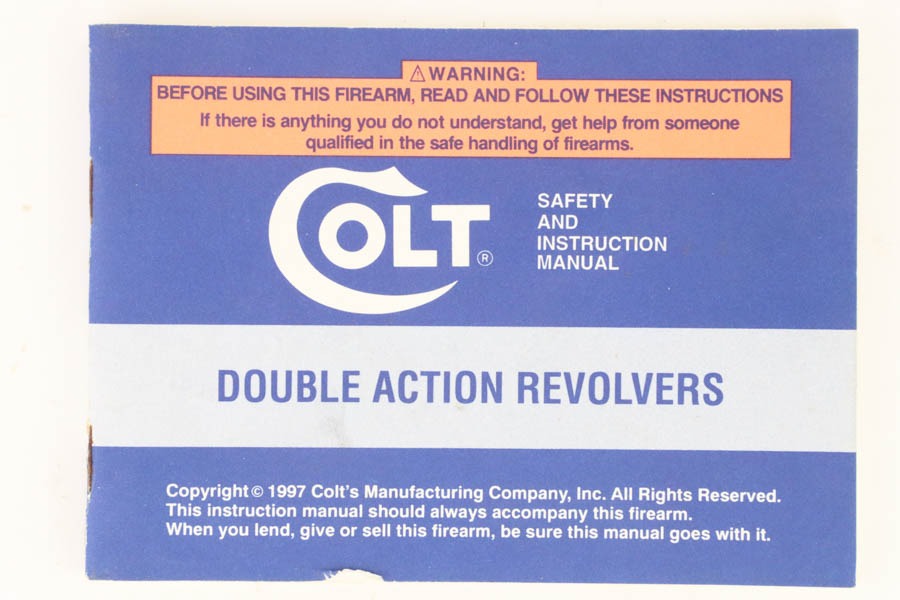 ⚠ WARNING:
BEFORE USING THIS FIREARM, READ AND FOLLOW THESE INSTRUCTIONS
If there is anything you do not understand, get help from someone
qualified in the safe handling of firearms.
COLT®
SAFETY
AND
INSTRUCTION
MANUAL
DOUBLE ACTION REVOLVERS
Copyright © 1997 Colt's Manufacturing Company, Inc. All Rights Reserved.
This instruction manual should always accompany this firearm.
When you lend, give or sell this firearm, be sure this manual goes with it.